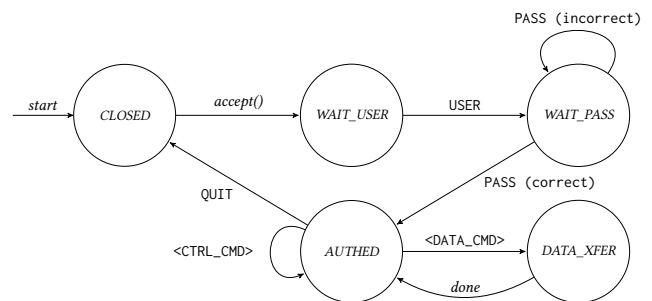 PASS (incorrect)
start
CLOSED
accept()
WAIT_USER
USER
WAIT_PASS
PASS (correct)
QUIT
<CTRL_CMD>
AUTHED
<DATA_CMD>
DATA_XFER
done